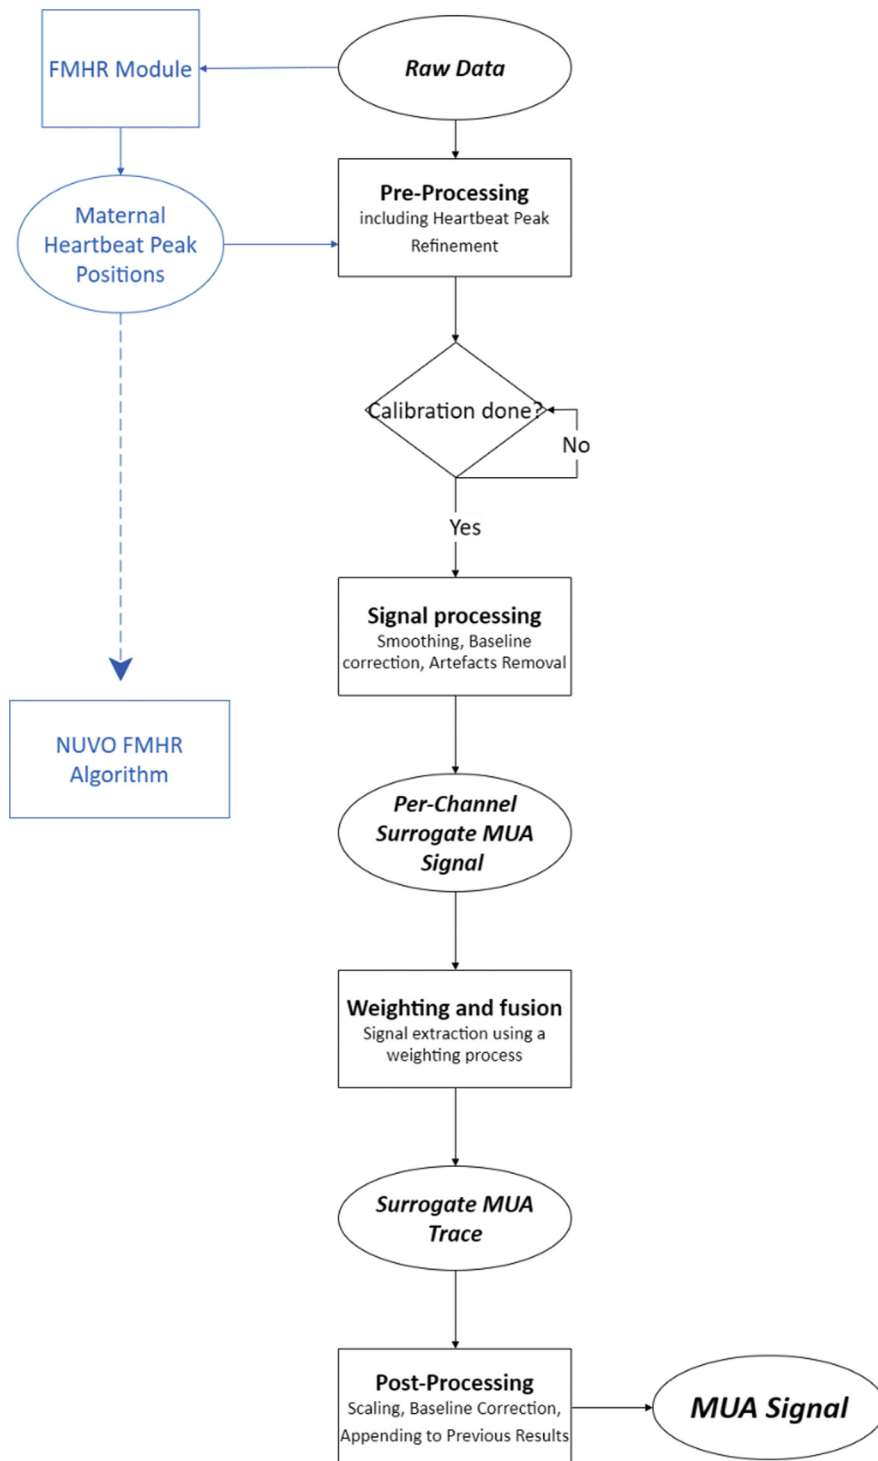 FMHR Module
Raw Data
Pre-Processing
including Heartbeat Peak
Refinement
Maternal
Heartbeat Peak
Positions
Calibration done?
No
Yes
Signal processing
Smoothing, Baseline
correction, Artefacts Removal
NUVO FMHR
Algorithm
Per-Channel
Surrogate MUA
Signal
Weighting and fusion
Signal extraction using a
weighting process
Surrogate MUA
Trace
Post-Processing
Scaling, Baseline Correction,
Appending to Previous Results
MUA Signal